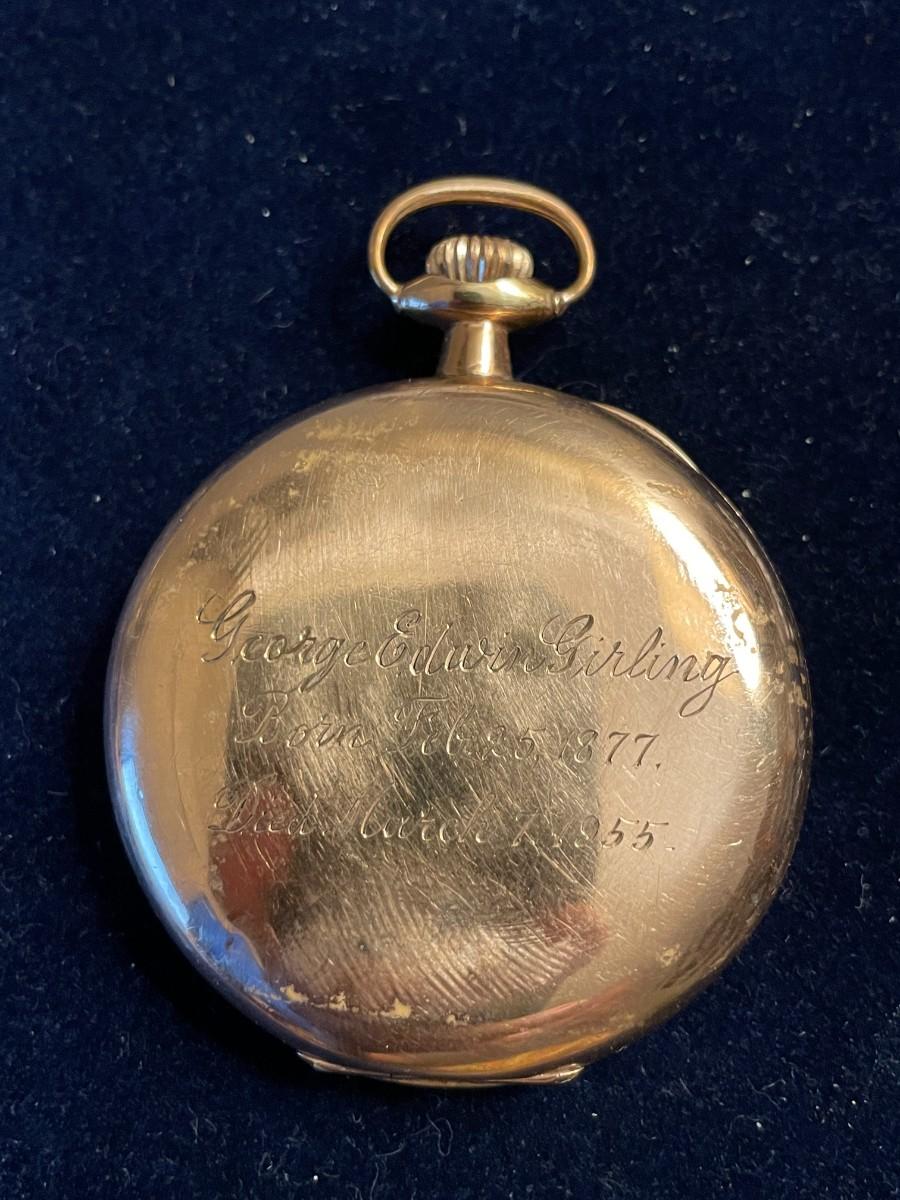 George Edwin Girling
Born Feb. 25, 1877.
Died March 7, 1955.